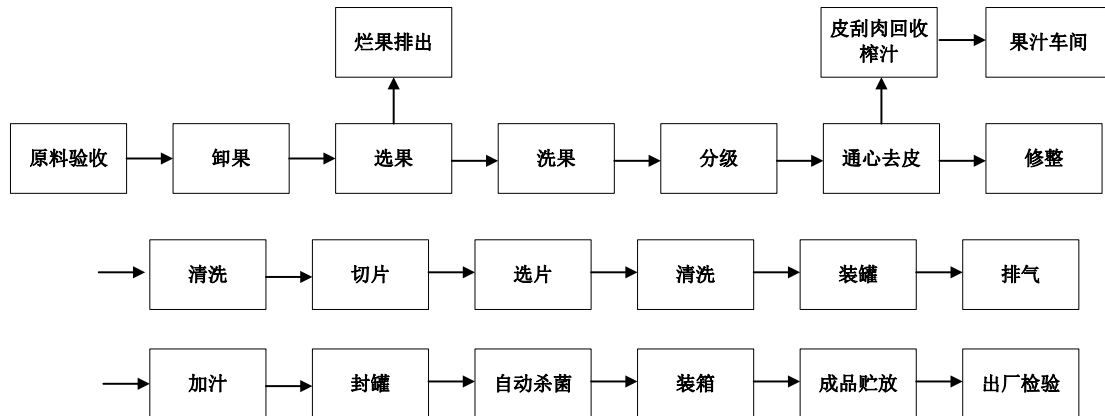 烂果排出
皮刮肉回收
榨汁
果汁车间
原料验收
卸果
选果
洗果
分级
通心去皮
修整
清洗
切片
选片
清洗
装罐
排气
加汁
封罐
自动杀菌
装箱
成品贮放
出厂检验